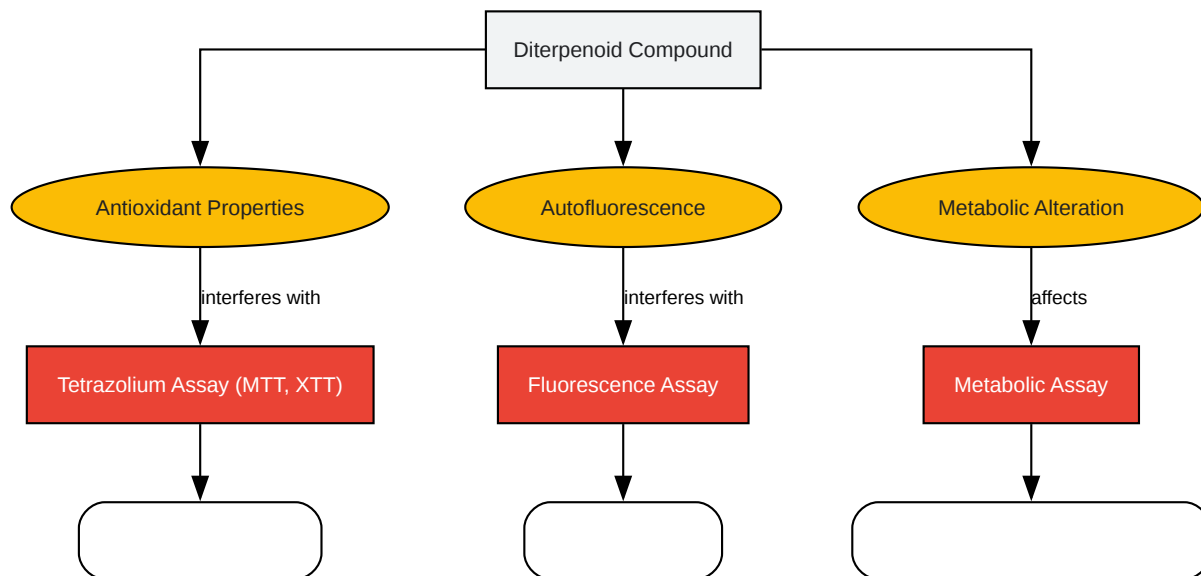 Diterpenoid Compound
Antioxidant Properties
Autofluorescence
Metabolic Alteration
interferes with
interferes with
affects
Tetrazolium Assay (MTT, XTT)
Fluorescence Assay
Metabolic Assay